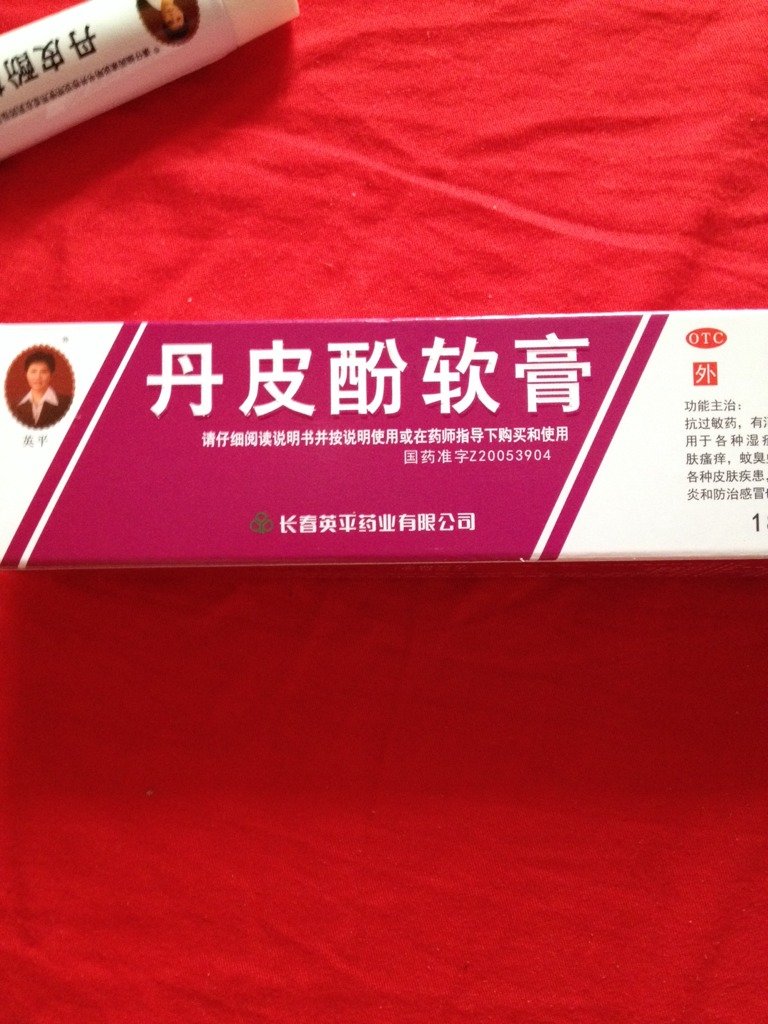 丹皮酚
英平
丹皮酚软膏
请仔细阅读说明书并按说明使用或在药师指导下购买和使用
国药准字Z20053904
长春英平药业有限公司
OTC
外
功能主治：
抗过敏药，有
用于各种湿
肤瘙痒，蚊臭
各种皮肤疾患，
炎和防治感冒